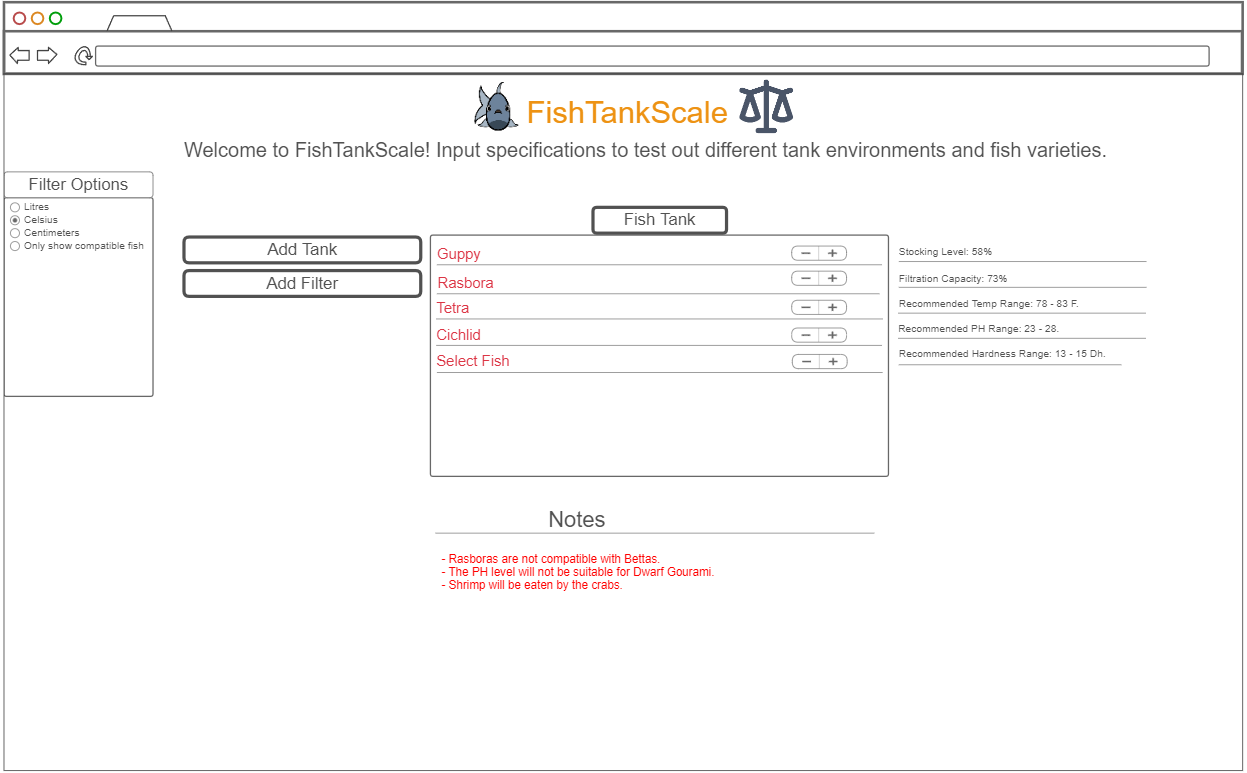 FishTankScale
Welcome to FishTankScale! Input specifications to test out different tank environments and fish varieties.
Filter Options
Litres
Celsius
Centimeters
Only show compatible fish
Add Tank
Add Filter
Fish Tank
Guppy
Rasbora
Tetra
Cichlid
Select Fish
Stocking Level: 58%
Filtration Capacity: 73%
Recommended Temp Range: 78 - 83 F.
Recommended PH Range: 23 - 28.
Recommended Hardness Range: 13 - 15 Dh.
Notes
- Rasboras are not compatible with Bettas.
- The PH level will not be suitable for Dwarf Gourami.
- Shrimp will be eaten by the crabs.